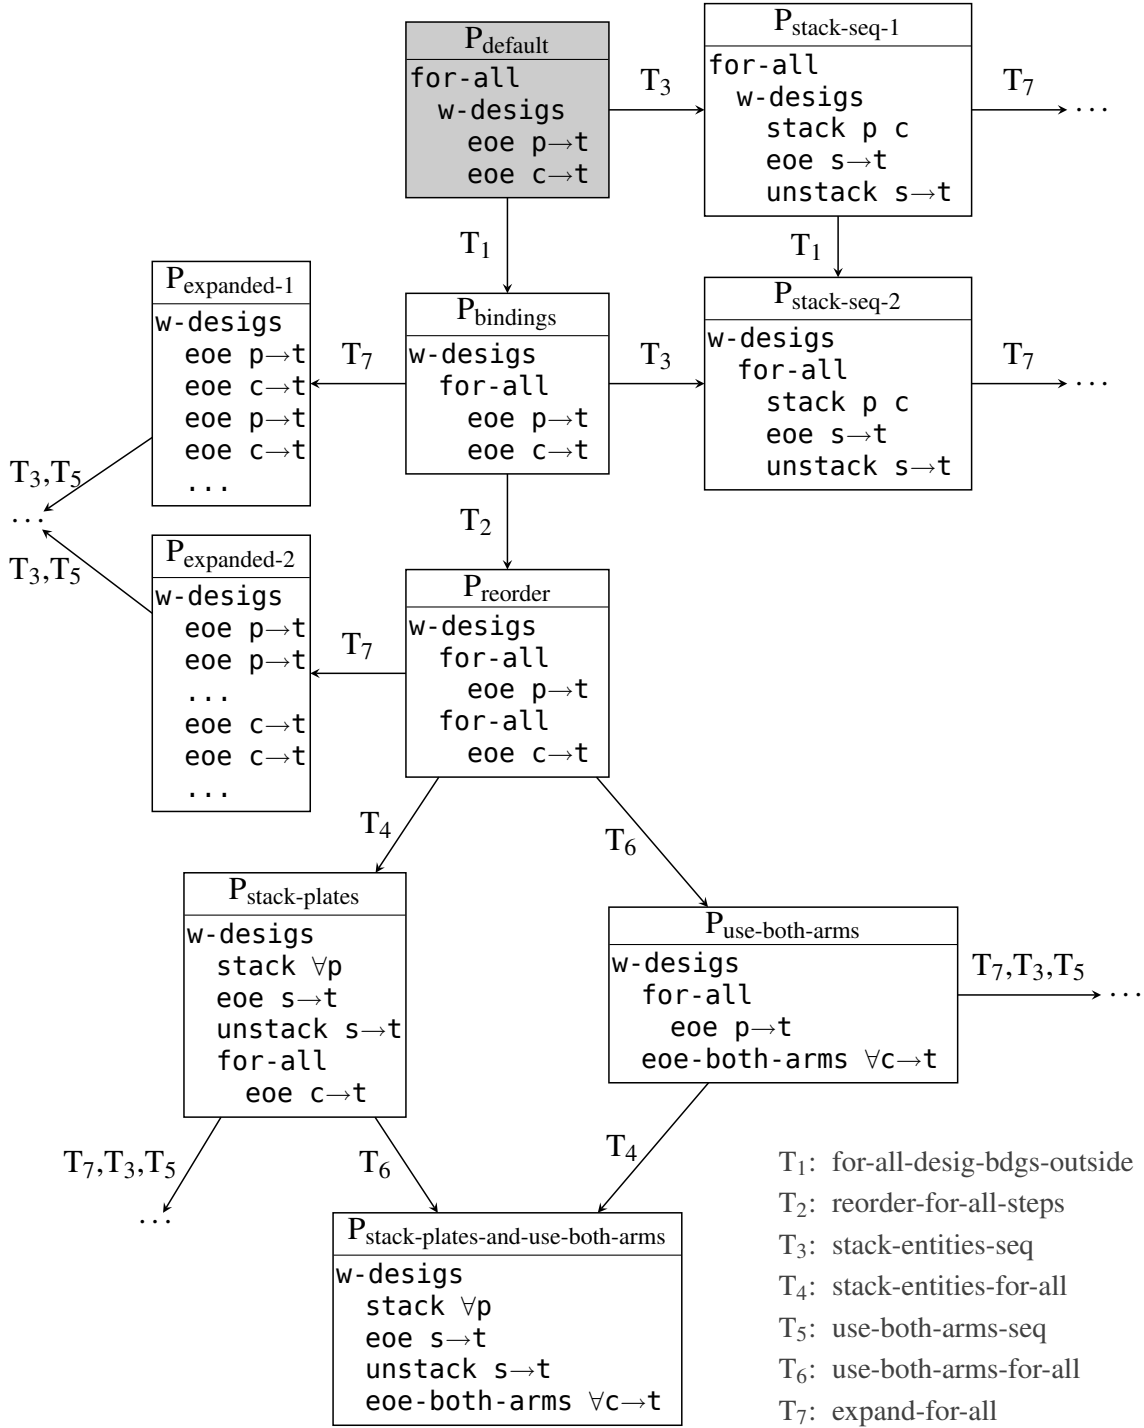 P_default
for-all
w-desigs
eoe p→t
eoe c→t
T_3
P_stack-seq-1
for-all
w-desigs
stack p c
eoe s→t
unstack s→t
T_7
...
T_1
T_1
P_expanded-1
w-desigs
eoe p→t
eoe c→t
eoe p→t
eoe c→t
...
T_7
P_bindings
w-desigs
for-all
eoe p→t
eoe c→t
T_3
P_stack-seq-2
w-desigs
for-all
stack p c
eoe s→t
unstack s→t
T_7
...
T_3,T_5
...
T_3,T_5
T_2
P_expanded-2
w-desigs
eoe p→t
eoe p→t
...
eoe c→t
eoe c→t
...
T_7
P_reorder
w-desigs
for-all
eoe p→t
for-all
eoe c→t
T_4
T_6
P_stack-plates
w-desigs
stack ∀p
eoe s→t
unstack s→t
for-all
eoe c→t
P_use-both-arms
w-desigs
for-all
eoe p→t
eoe-both-arms ∀c→t
T_7,T_3,T_5
...
T_7,T_3,T_5
...
T_6
T_4
P_stack-plates-and-use-both-arms
w-desigs
stack ∀p
eoe s→t
unstack s→t
eoe-both-arms ∀c→t
T_1: for-all-desig-bdgs-outside
T_2: reorder-for-all-steps
T_3: stack-entities-seq
T_4: stack-entities-for-all
T_5: use-both-arms-seq
T_6: use-both-arms-for-all
T_7: expand-for-all